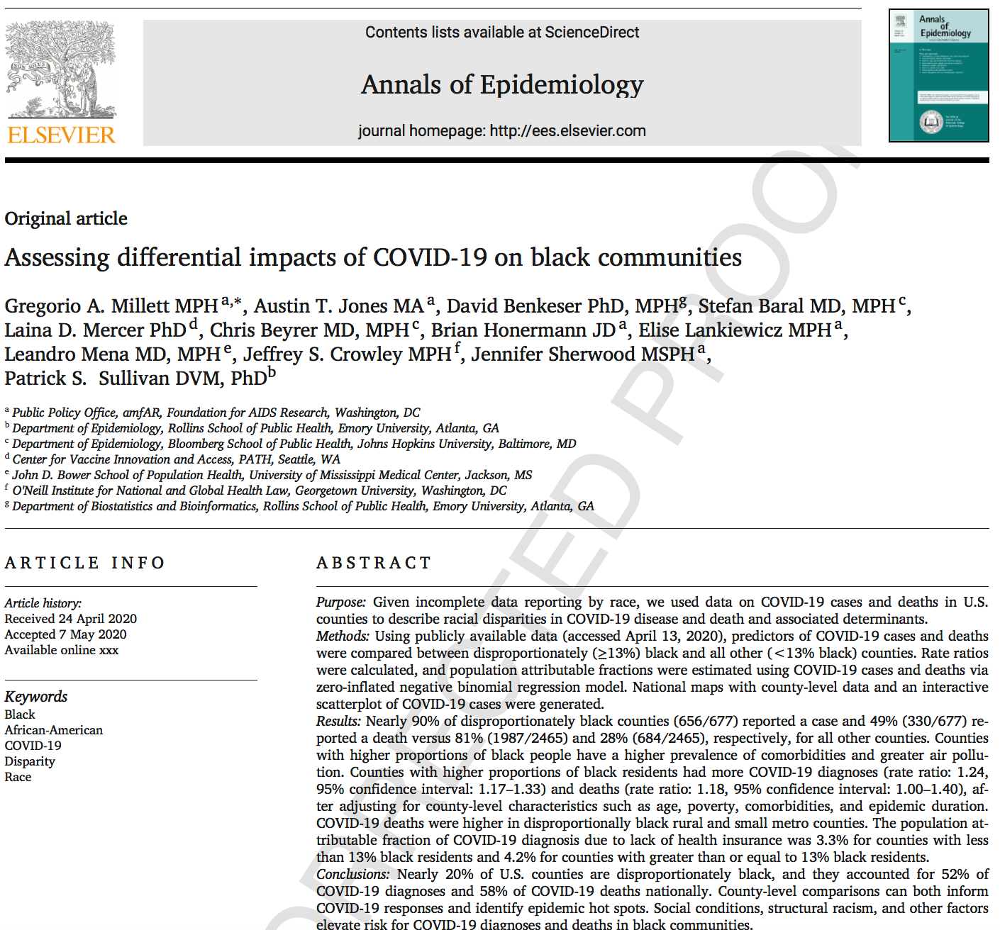 Contents lists available at ScienceDirect
Annals of Epidemiology
journal homepage: http://ees.elsevier.com
NON SOLUS
ELSEVIER
Annals
of
Epidemiology
Original article
Assessing differential impacts of COVID-19 on black communities
Gregorio A. Millett MPH a,*, Austin T. Jones MA a, David Benkeser PhD, MPH g, Stefan Baral MD, MPH c,
Laina D. Mercer PhD d, Chris Beyrer MD, MPH c, Brian Honermann JD a, Elise Lankiewicz MPH a,
Leandro Mena MD, MPH e, Jeffrey S. Crowley MPH f, Jennifer Sherwood MSPH a,
Patrick S. Sullivan DVM, PhD b
a Public Policy Office, amfAR, Foundation for AIDS Research, Washington, DC
b Department of Epidemiology, Rollins School of Public Health, Emory University, Atlanta, GA
c Department of Epidemiology, Bloomberg School of Public Health, Johns Hopkins University, Baltimore, MD
d Center for Vaccine Innovation and Access, PATH, Seattle, WA
e John D. Bower School of Population Health, University of Mississippi Medical Center, Jackson, MS
f O'Neill Institute for National and Global Health Law, Georgetown University, Washington, DC
g Department of Biostatistics and Bioinformatics, Rollins School of Public Health, Emory University, Atlanta, GA
ARTICLE INFO
Article history:
Received 24 April 2020
Accepted 7 May 2020
Available online xxx
Keywords
Black
African-American
COVID-19
Disparity
Race
ABSTRACT
Purpose: Given incomplete data reporting by race, we used data on COVID-19 cases and deaths in U.S.
counties to describe racial disparities in COVID-19 disease and death and associated determinants.
Methods: Using publicly available data (accessed April 13, 2020), predictors of COVID-19 cases and deaths
were compared between disproportionately (≥13%) black and all other (<13% black) counties. Rate ratios
were calculated, and population attributable fractions were estimated using COVID-19 cases and deaths via
zero-inflated negative binomial regression model. National maps with county-level data and an interactive
scatterplot of COVID-19 cases were generated.
Results: Nearly 90% of disproportionately black counties (656/677) reported a case and 49% (330/677) re-
ported a death versus 81% (1987/2465) and 28% (684/2465), respectively, for all other counties. Counties
with higher proportions of black people have a higher prevalence of comorbidities and greater air pollu-
tion. Counties with higher proportions of black residents had more COVID-19 diagnoses (rate ratio: 1.24,
95% confidence interval: 1.17–1.33) and deaths (rate ratio: 1.18, 95% confidence interval: 1.00–1.40), af-
ter adjusting for county-level characteristics such as age, poverty, comorbidities, and epidemic duration.
COVID-19 deaths were higher in disproportionally black rural and small metro counties. The population at-
tributable fraction of COVID-19 diagnosis due to lack of health insurance was 3.3% for counties with less
than 13% black residents and 4.2% for counties with greater than or equal to 13% black residents.
Conclusions: Nearly 20% of U.S. counties are disproportionately black, and they accounted for 52% of
COVID-19 diagnoses and 58% of COVID-19 deaths nationally. County-level comparisons can both inform
COVID-19 responses and identify epidemic hot spots. Social conditions, structural racism, and other factors
elevate risk for COVID-19 diagnoses and deaths in black communities.